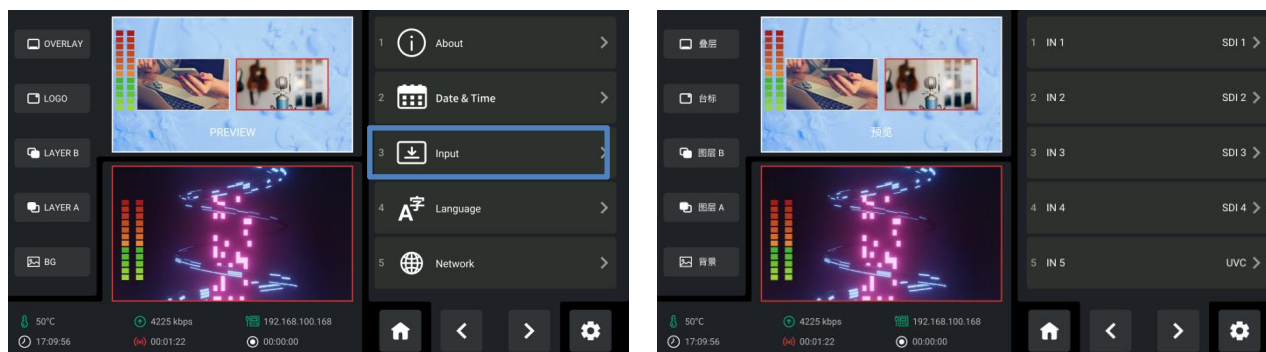 OVERLAY
LOGO
LAYER B
LAYER A
BG
PREVIEW
1 About
2 Date & Time
3 Input
4 A字 Language
5 Network
50°C
4225 kbps
192.168.100.168
17:09:56
00:01:22
00:00:00
叠层
台标
图层 B
图层 A
背景
预览
1 IN 1 SDI 1
2 IN 2 SDI 2
3 IN 3 SDI 3
4 IN 4 SDI 4
5 IN 5 UVC
50°C
4225 kbps
192.168.100.168
17:09:56
00:01:22
00:00:00